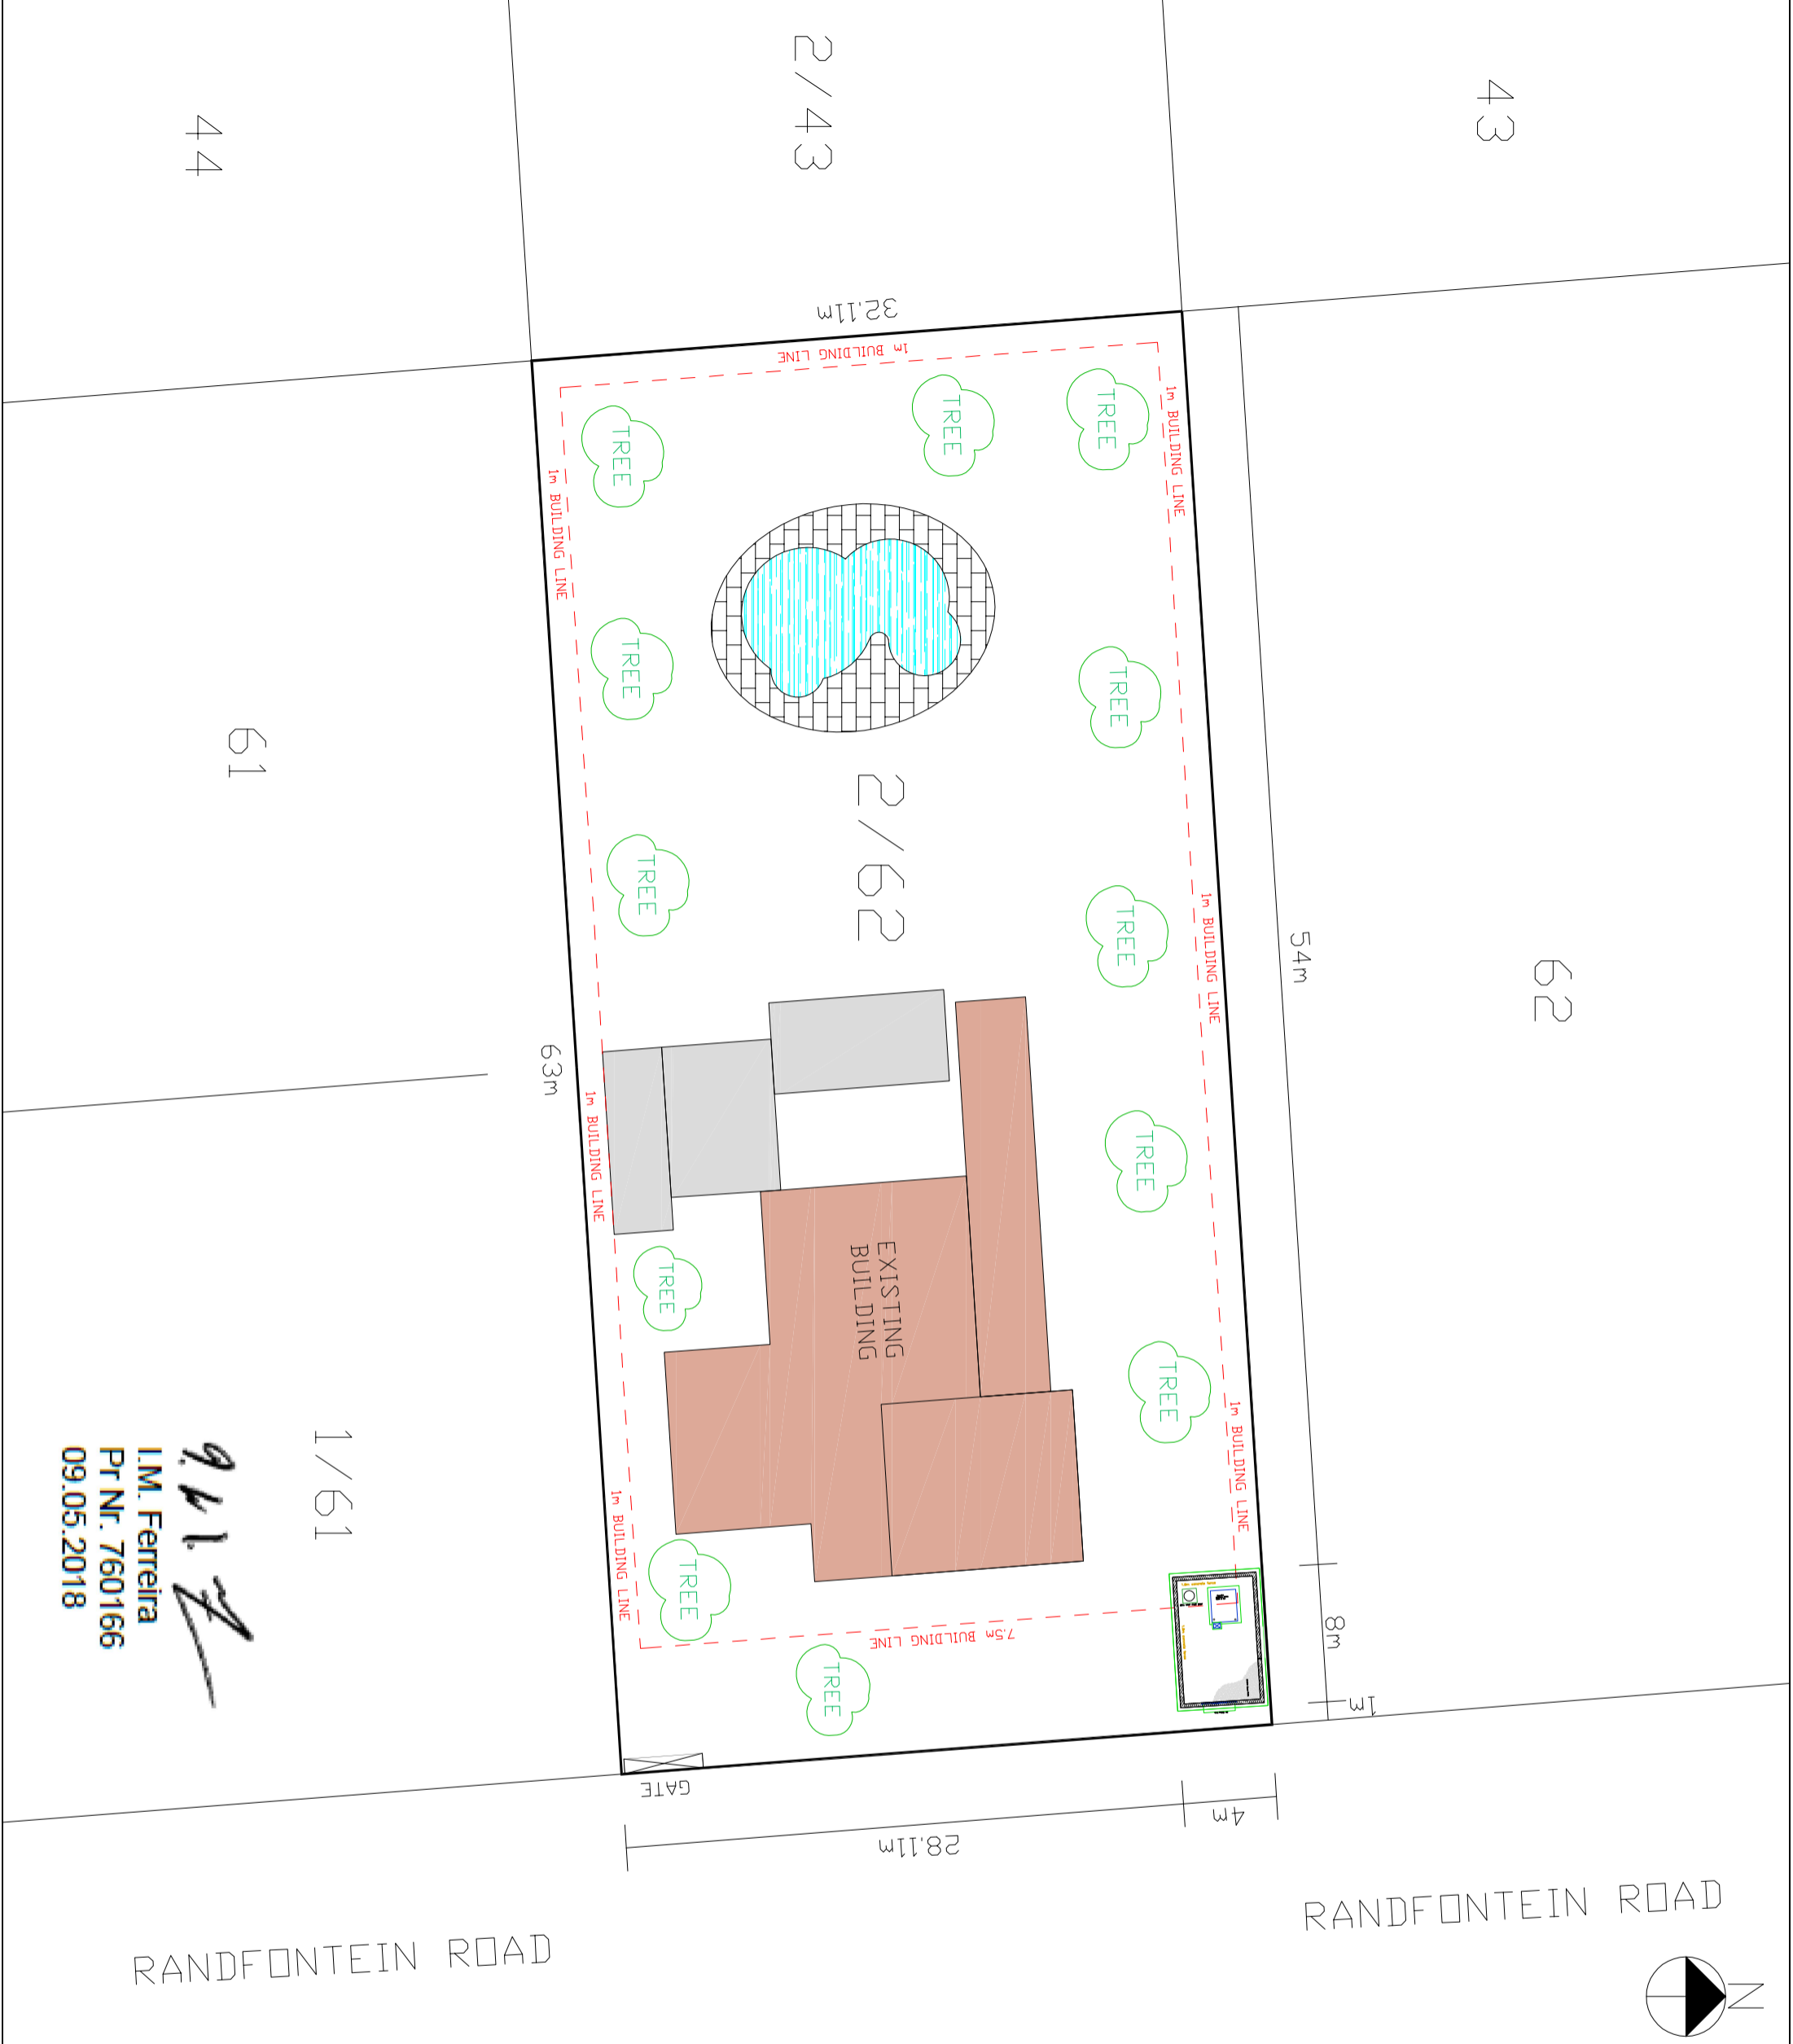 44
2/43
43
32.11m
1m BUILDING LINE
1m BUILDING LINE
1m BUILDING LINE
TREE
TREE
TREE
TREE
TREE
61
2/62
TREE
TREE
1m BUILDING LINE
54m
62
63m
1m BUILDING LINE
TREE
EXISTING
BUILDING
TREE
TREE
1m BUILDING LINE
1/61
I.M. Ferreira
Pr Nr. 760166
09.05.2018
1m BUILDING LINE
TREE
7.5m BUILDING LINE
TREE
8m
1m
GATE
4m
28.11m
RANDFONTEIN ROAD
RANDFONTEIN ROAD
N